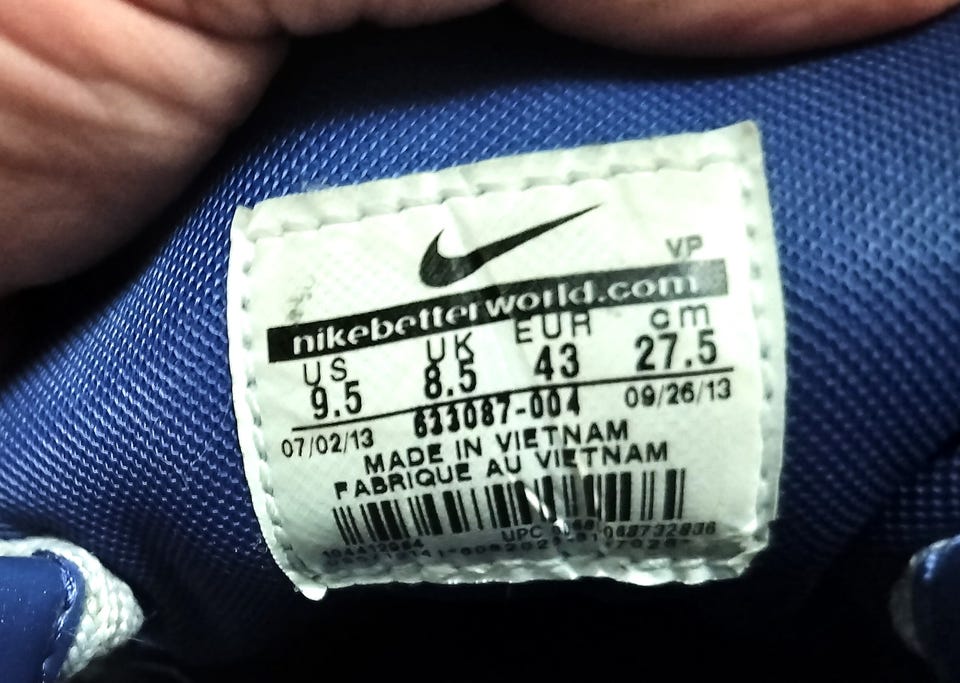 VP
nikebetterworld.com
US UK EUR cm
9.5 8.5 43 27.5
07/02/13 633087-004 09/26/13
MADE IN VIETNAM
FABRIQUE AU VIETNAM
UPC